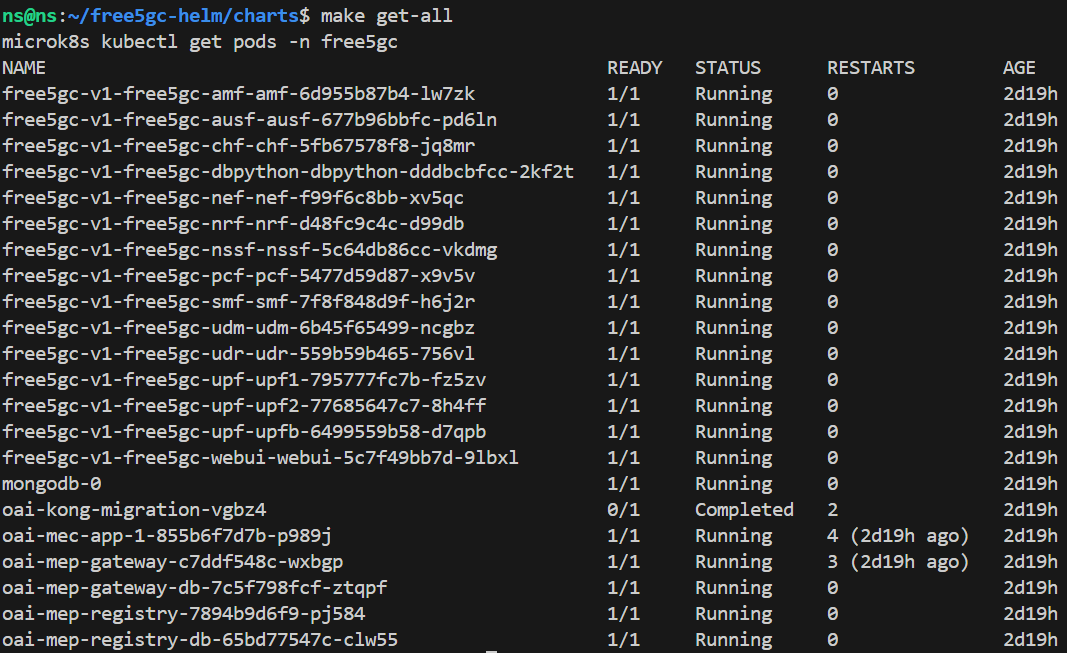 ns@ns:~/free5gc-helm/charts$ make get-all
microk8s kubectl get pods -n free5gc
NAME READY STATUS RESTARTS AGE
free5gc-v1-free5gc-amf-amf-6d955b87b4-lw7zk 1/1 Running 0 2d19h
free5gc-v1-free5gc-ausf-ausf-677b96bbfc-pd6ln 1/1 Running 0 2d19h
free5gc-v1-free5gc-chf-chf-5fb67578f8-jq8mr 1/1 Running 0 2d19h
free5gc-v1-free5gc-dbpython-dbpython-dddbcbfcc-2kf2t 1/1 Running 0 2d19h
free5gc-v1-free5gc-nef-nef-f99f6c8bb-xv5qc 1/1 Running 0 2d19h
free5gc-v1-free5gc-nrf-nrf-d48fc9c4c-d99db 1/1 Running 0 2d19h
free5gc-v1-free5gc-nssf-nssf-5c64db86cc-vkdmg 1/1 Running 0 2d19h
free5gc-v1-free5gc-pcf-pcf-5477d59d87-x9v5v 1/1 Running 0 2d19h
free5gc-v1-free5gc-smf-smf-7f8f848d9f-h6j2r 1/1 Running 0 2d19h
free5gc-v1-free5gc-udm-udm-6b45f65499-ncgbz 1/1 Running 0 2d19h
free5gc-v1-free5gc-udr-udr-559b59b465-756vl 1/1 Running 0 2d19h
free5gc-v1-free5gc-upf-upf1-795777fc7b-fz5zv 1/1 Running 0 2d19h
free5gc-v1-free5gc-upf-upf2-77685647c7-8h4ff 1/1 Running 0 2d19h
free5gc-v1-free5gc-upf-upfb-6499559b58-d7qpb 1/1 Running 0 2d19h
free5gc-v1-free5gc-webui-webui-5c7f49bb7d-9lbxl 1/1 Running 0 2d19h
mongodb-0 1/1 Running 0 2d19h
oai-kong-migration-vgbz4 0/1 Completed 2 2d19h
oai-mec-app-1-855b6f7d7b-p989j 1/1 Running 4 (2d19h ago) 2d19h
oai-mep-gateway-c7ddf548c-wxbgp 1/1 Running 3 (2d19h ago) 2d19h
oai-mep-gateway-db-7c5f798fcf-ztqpf 1/1 Running 0 2d19h
oai-mep-registry-7894b9d6f9-pj584 1/1 Running 0 2d19h
oai-mep-registry-db-65bd77547c-clw55 1/1 Running 0 2d19h